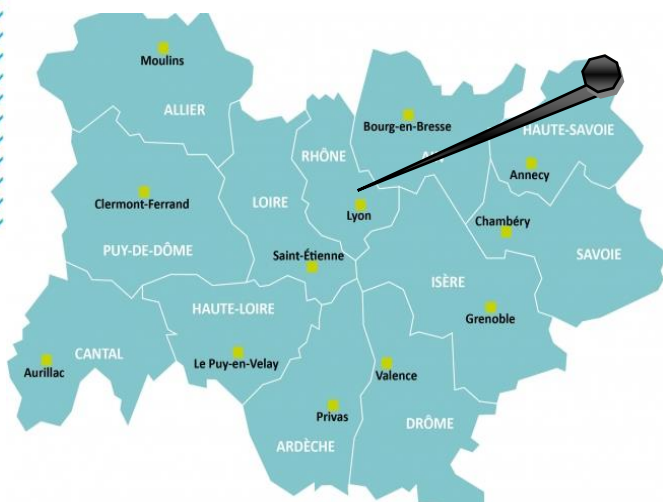 Moulins
ALLIER
Bourg-en-Bresse
HAUTE-SAVOIE
RHÔNE
Annecy
Clermont-Ferrand
LOIRE
Lyon
Chambéry
PUY-DE-DÔME
Saint-Étienne
SAVOIE
ISÈRE
HAUTE-LOIRE
Grenoble
CANTAL
Le Puy-en-Velay
Aurillac
Valence
Privas
DRÔME
ARDÈCHE